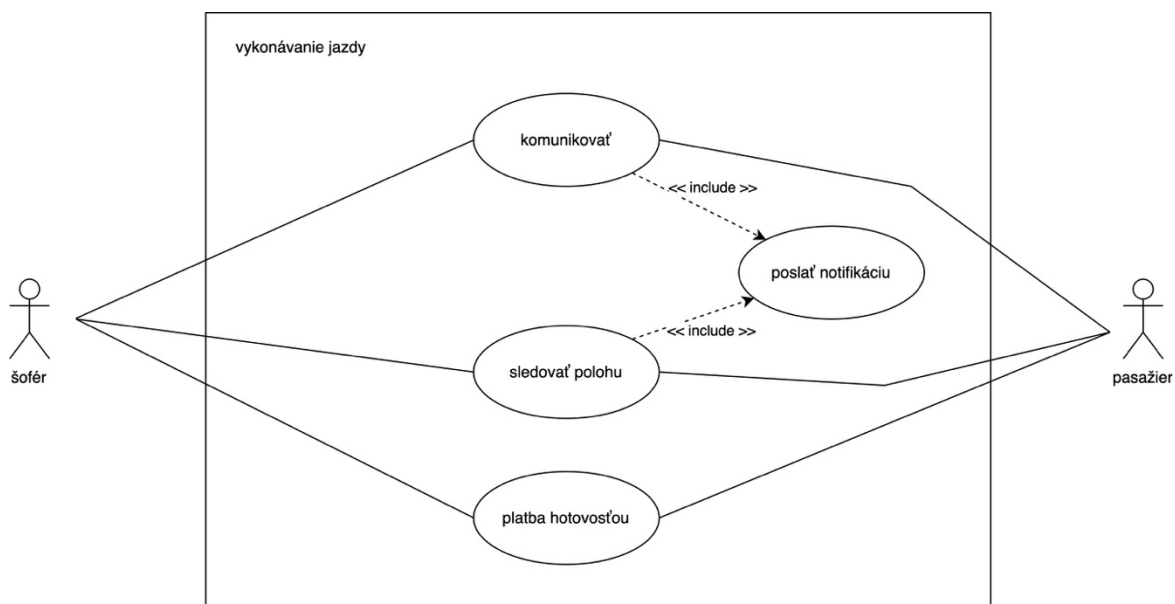 vykonávanie jazdy
komunikovať
<< include >>
poslať notifikáciu
<< include >>
sledovať polohu
šofér
pasažier
platba hotovosťou